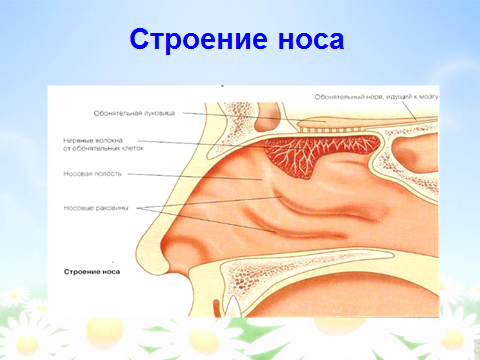 Строение носа
Обонятельный нерв, идущий к мозгу
Обонятельная луковица
Нервные волокна
от обонятельных клеток
Носовая полость
Носовые раковины
Строение носа